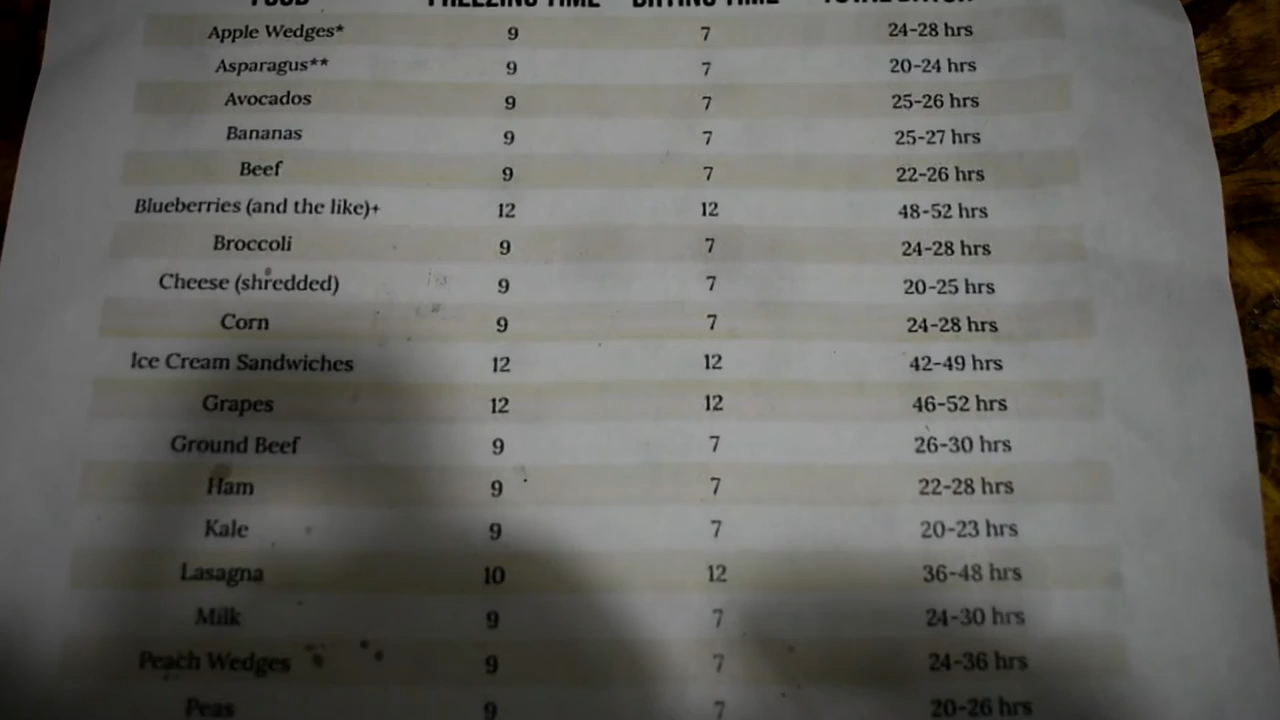 FOOD FREEZING TIME DRYING TIME
Apple Wedges* 9 7 24-28 hrs
Asparagus** 9 7 20-24 hrs
Avocados 9 7 25-26 hrs
Bananas 9 7 25-27 hrs
Beef 9 7 22-26 hrs
Blueberries (and the like)+ 12 12 48-52 hrs
Broccoli 9 7 24-28 hrs
Cheese (shredded) 9 7 20-25 hrs
Corn 9 7 24-28 hrs
Ice Cream Sandwiches 12 12 42-49 hrs
Grapes 12 12 46-52 hrs
Ground Beef 9 7 26-30 hrs
Ham 9 7 22-28 hrs
Kale 9 7 20-23 hrs
Lasagna 10 12 36-48 hrs
Milk 9 7 24-30 hrs
Peach Wedges 9 7 24-36 hrs
Peas 9 7 20-26 hrs